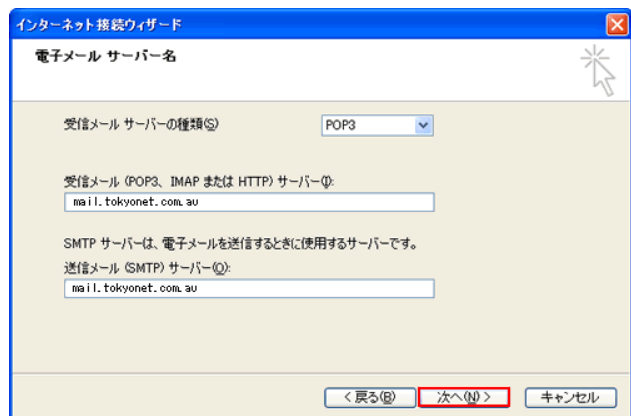 インターネット接続ウィザード
電子メール サーバー名
受信メール サーバーの種類(S)
POP3
受信メール (POP3、IMAP または HTTP) サーバー(I):
mail.tokyonet.com.au
SMTP サーバーは、電子メールを送信するときに使用するサーバーです。
送信メール (SMTP) サーバー(O):
mail.tokyonet.com.au
< 戻る(B)
次へ(N) >
キャンセル